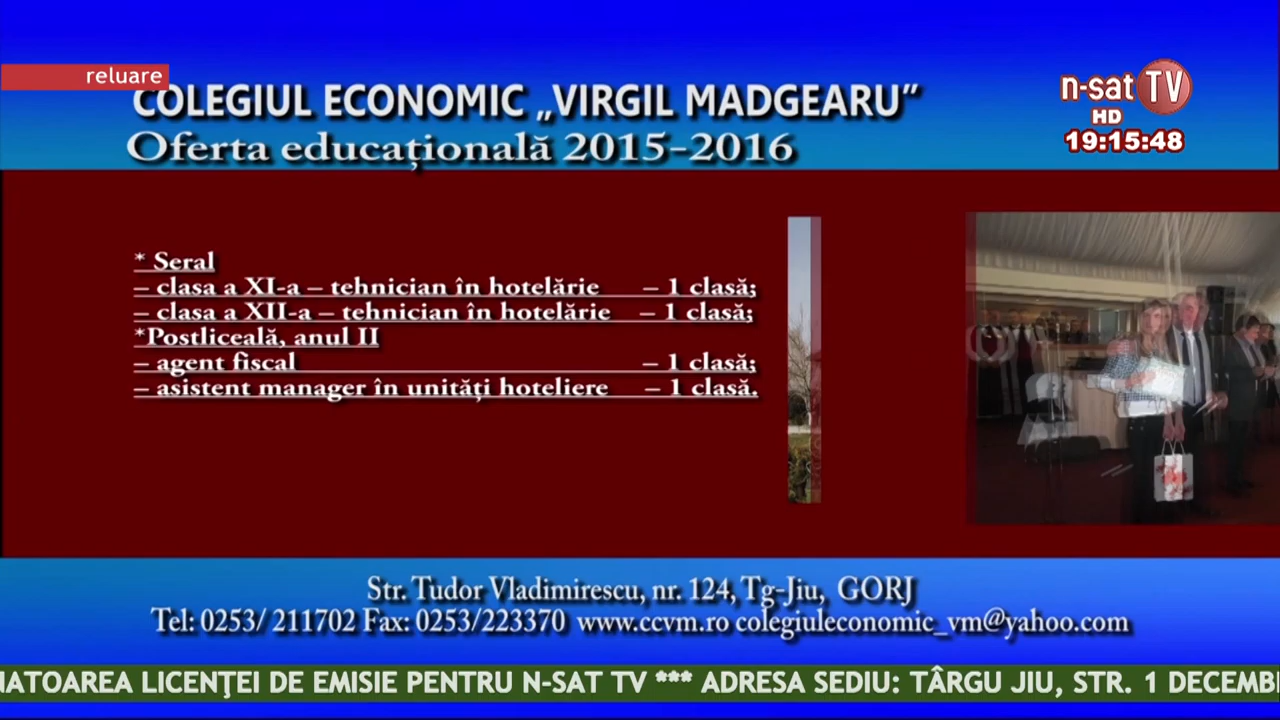 reluare
COLEGIUL ECONOMIC „VIRGIL MADGEARU”
Oferta educațională 2015-2016
n-sat TV
HD
19:15:48
* Seral
– clasa a XI-a – tehnician în hotelărie – 1 clasă;
– clasa a XII-a – tehnician în hotelărie – 1 clasă;
*Postliceală, anul II
– agent fiscal – 1 clasă;
– asistent manager în unități hoteliere – 1 clasă.
Str. Tudor Vladimirescu, nr. 124, Tg-Jiu, GORJ
Tel: 0253/ 211702 Fax: 0253/223370 www.ccvm.ro colegiuleconomic_vm@yahoo.com
NATOAREA LICENŢEI DE EMISIE PENTRU N-SAT TV *** ADRESA SEDIU: TÂRGU JIU, STR. 1 DECEMB